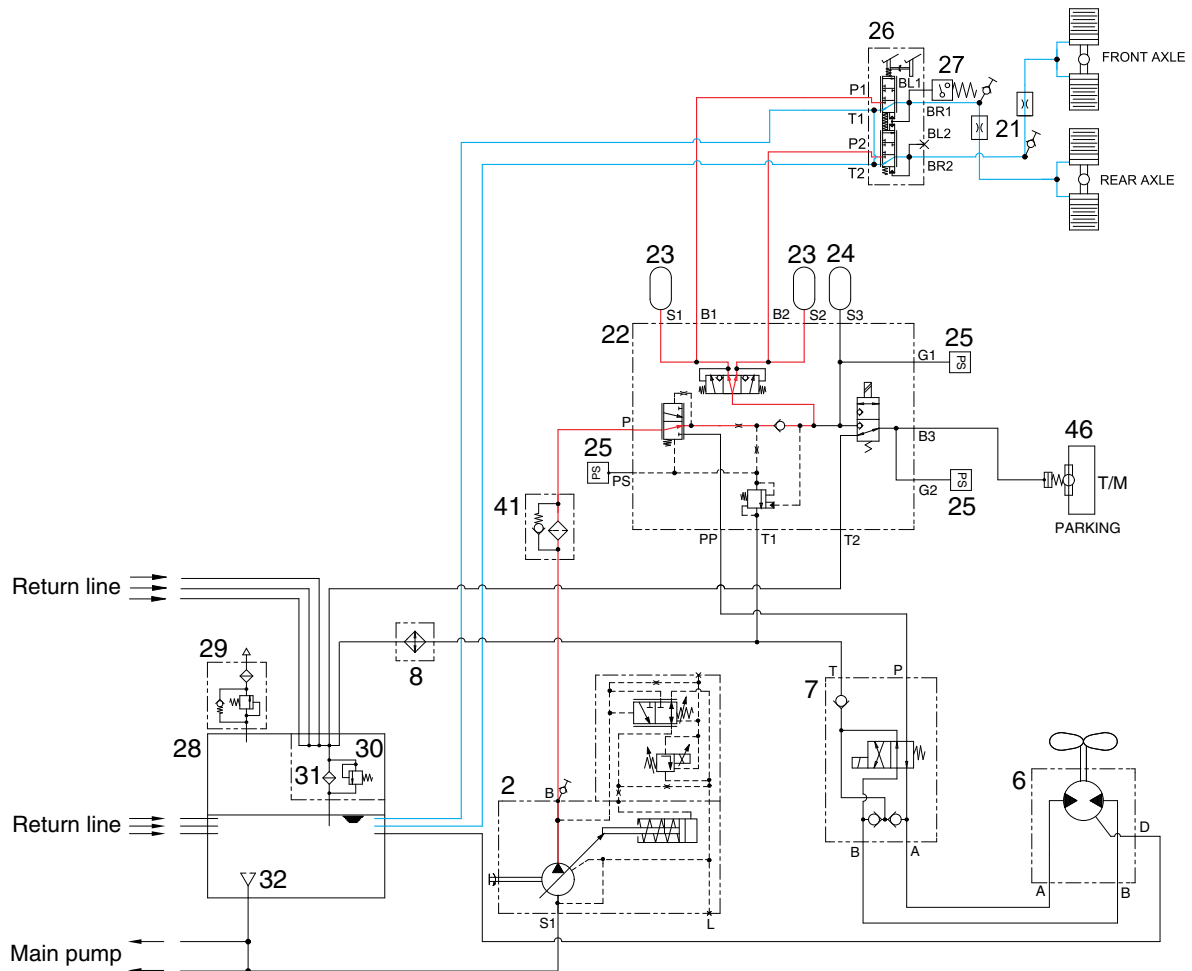 26
27
P1
BL1
T1
BR1
BL2
P2
T2
BR2
21
FRONT AXLE
REAR AXLE
23
23
24
S1
B1
B2
S2
S3
22
G1
25
PS
P
B3
25
PS
PS
G2
PS
25
46
T/M
PARKING
41
PP
T1
T2
Return line
29
8
T
P
7
28
30
31
2
B
6
Return line
D
B
A
A
B
32
S1
L
Main pump